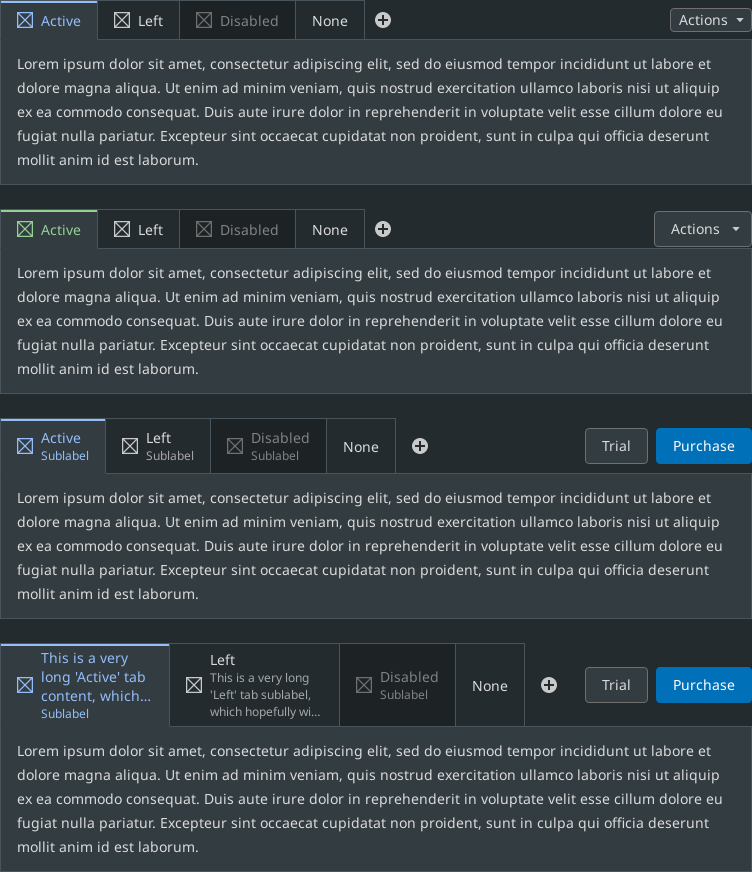 Active Left Disabled None Actions
Lorem ipsum dolor sit amet, consectetur adipiscing elit, sed do eiusmod tempor incididunt ut labore et
dolore magna aliqua. Ut enim ad minim veniam, quis nostrud exercitation ullamco laboris nisi ut aliquip
ex ea commodo consequat. Duis aute irure dolor in reprehenderit in voluptate velit esse cillum dolore eu
fugiat nulla pariatur. Excepteur sint occaecat cupidatat non proident, sunt in culpa qui officia deserunt
mollit anim id est laborum.
Active Left Disabled None Actions
Lorem ipsum dolor sit amet, consectetur adipiscing elit, sed do eiusmod tempor incididunt ut labore et
dolore magna aliqua. Ut enim ad minim veniam, quis nostrud exercitation ullamco laboris nisi ut aliquip
ex ea commodo consequat. Duis aute irure dolor in reprehenderit in voluptate velit esse cillum dolore eu
fugiat nulla pariatur. Excepteur sint occaecat cupidatat non proident, sunt in culpa qui officia deserunt
mollit anim id est laborum.
Active
Sublabel
Left
Sublabel
Disabled
Sublabel
None
Trial
Purchase
Lorem ipsum dolor sit amet, consectetur adipiscing elit, sed do eiusmod tempor incididunt ut labore et
dolore magna aliqua. Ut enim ad minim veniam, quis nostrud exercitation ullamco laboris nisi ut aliquip
ex ea commodo consequat. Duis aute irure dolor in reprehenderit in voluptate velit esse cillum dolore eu
fugiat nulla pariatur. Excepteur sint occaecat cupidatat non proident, sunt in culpa qui officia deserunt
mollit anim id est laborum.
This is a very
long 'Active' tab
content, which...
Sublabel
Left
This is a very long
'Left' tab sublabel,
which hopefully wi...
Disabled
Sublabel
None
Trial
Purchase
Lorem ipsum dolor sit amet, consectetur adipiscing elit, sed do eiusmod tempor incididunt ut labore et
dolore magna aliqua. Ut enim ad minim veniam, quis nostrud exercitation ullamco laboris nisi ut aliquip
ex ea commodo consequat. Duis aute irure dolor in reprehenderit in voluptate velit esse cillum dolore eu
fugiat nulla pariatur. Excepteur sint occaecat cupidatat non proident, sunt in culpa qui officia deserunt
mollit anim id est laborum.